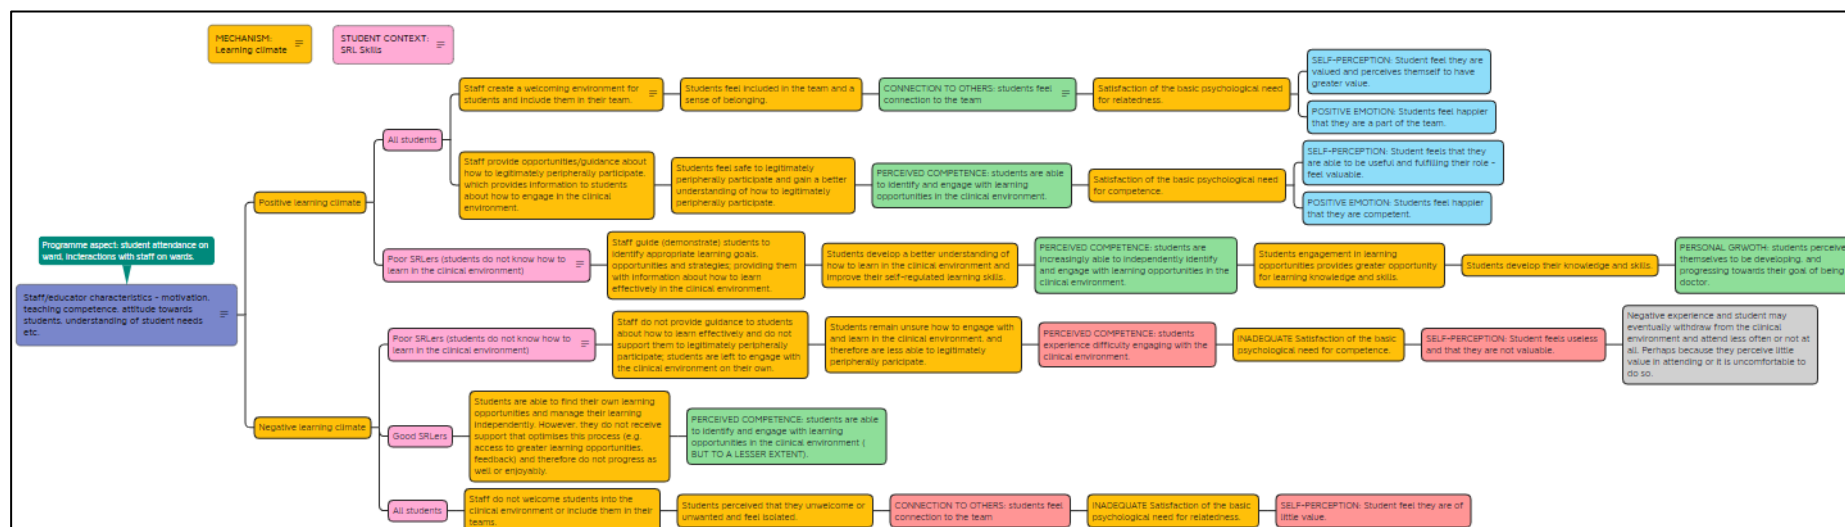 MECHANISM:
Learning climate
STUDENT CONTEXT:
SRL Skills
Programme aspect: student attendance on
ward, incteractions with staff on wards.
Staff/educator characteristics - motivation,
teaching competence, attitude towards
students, understanding of student needs
etc.
Positive learning climate
All students
Staff create a welcoming environment for
students and include them in their team.
Students feel included in the team and a
sense of belonging.
CONNECTION TO OTHERS: students feel
connection to the team
Satisfaction of the basic psychological need
for relatedness.
SELF-PERCEPTION: Student feel they are
valued and perceives themself to have
greater value.
POSITIVE EMOTION: Students feel happier
that they are a part of the team.
Staff provide opportunities/guidance about
how to legitimately peripherally participate,
which provides information to students
about how to engage in the clinical
environment.
Students feel safe to legitimately
peripherally participate and gain a better
understanding of how to legitimately
peripherally participate.
PERCEIVED COMPETENCE: students are able
to identify and engage with learning
opportunities in the clinical environment.
Satisfaction of the basic psychological need
for competence.
SELF-PERCEPTION: Student feels that they
are able to be useful and fulfilling their role -
feel valuable.
POSITIVE EMOTION: Students feel happier
that they are competent.
Poor SRLers (students do not know how to
learn in the clinical environment)
Staff guide (demonstrate) students to
identify appropriate learning goals,
opportunities and strategies; providing them
with information about how to learn
effectively in the clinical environment.
Students develop a better understanding of
how to learn in the clinical environment and
improve their self-regulated learning skills.
PERCEIVED COMPETENCE: students are
increasingly able to independently identify
and engage with learning opportunities in the
clinical environment.
Students engagement in learning
opportunities provides greater opportunity
for learning knowledge and skills.
Students develop their knowledge and skills.
PERSONAL GRWOTH: students perceive
themselves to be developing, and
progressing towards their goal of being
doctor.
Negative learning climate
Poor SRLers (students do not know how to
learn in the clinical environment)
Staff do not provide guidance to students
about how to learn effectively and do not
support them to legitimately peripherally
participate; students are left to engage with
the clinical environment on their own.
Students remain unsure how to engage with
and learn in the clinical environment, and
therefore are less able to legitimately
peripherally participate.
PERCEIVED COMPETENCE: students
experience difficulty engaging with the
clinical environment.
INADEQUATE Satisfaction of the basic
psychological need for competence.
SELF-PERCEPTION: Student feels useless
and that they are not valuable.
Negative experience and student may
eventually withdraw from the clinical
environment and attend less often or not at
all. Perhaps because they perceive little
value in attending or it is uncomfortable to
do so.
Good SRLers
Students are able to find their own learning
opportunities and manage their learning
independently. However, they do not receive
support that optimises this process (e.g.
access to greater learning opportunities,
feedback) and therefore do not progress as
well or enjoyably.
PERCEIVED COMPETENCE: students are able
to identify and engage with learning
opportunities in the clinical environment (
BUT TO A LESSER EXTENT).
All students
Staff do not welcome students into the
clinical environment or include them in their
teams.
Students perceived that they unwelcome or
unwanted and feel isolated.
CONNECTION TO OTHERS: students feel
connection to the team
INADEQUATE Satisfaction of the basic
psychological need for relatedness.
SELF-PERCEPTION: Student feel they are of
little value.